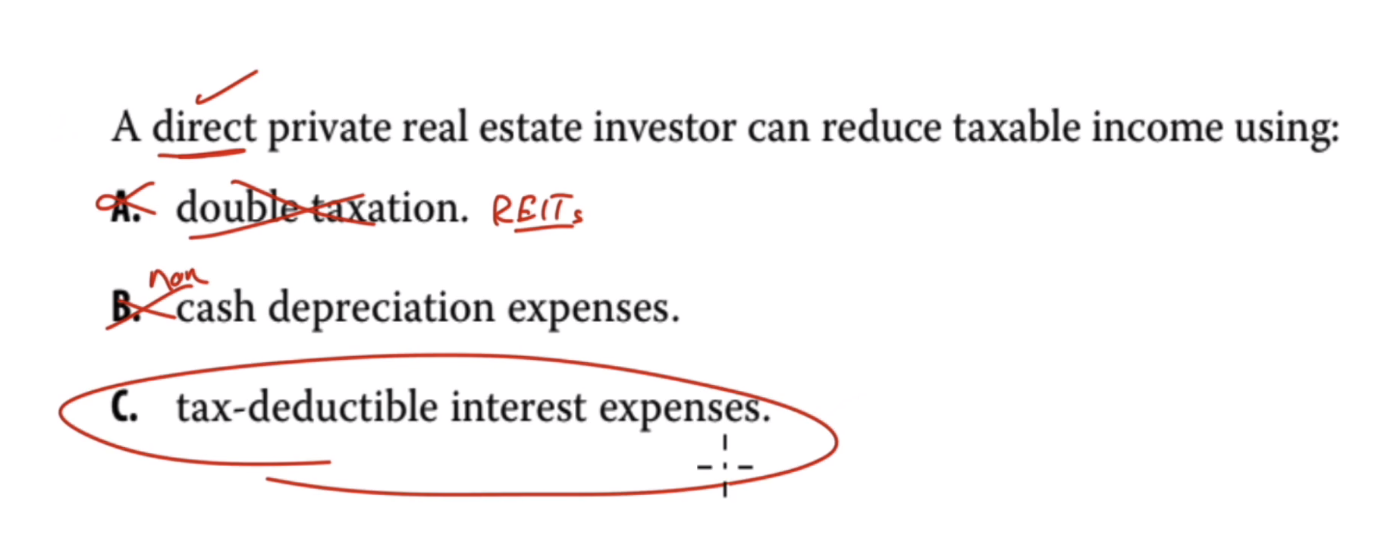 A direct private real estate investor can reduce taxable income using:
A. double taxation. REITs
non
B. cash depreciation expenses.
C. tax-deductible interest expenses.